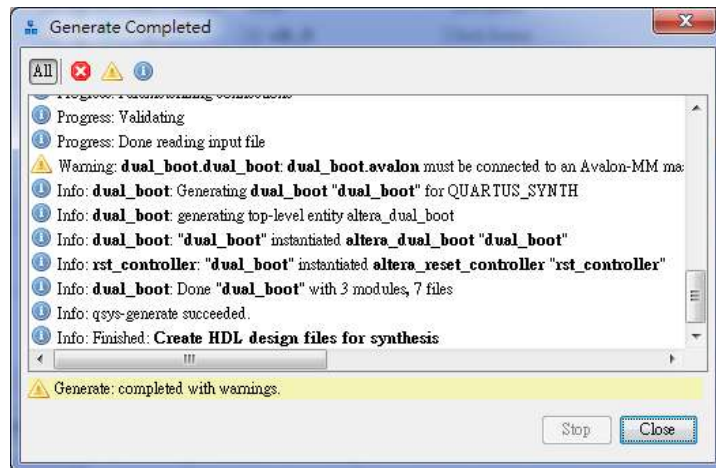 Generate Completed
All
Progress: Parameterizing connections
Progress: Validating
Progress: Done reading input file
Warning: dual_boot.dual_boot: dual_boot.avalon must be connected to an Avalon-MM ma
Info: dual_boot: Generating dual_boot "dual_boot" for QUARTUS_SYNTH
Info: dual_boot: generating top-level entity altera_dual_boot
Info: dual_boot: "dual_boot" instantiated altera_dual_boot "dual_boot"
Info: rst_controller: "dual_boot" instantiated altera_reset_controller "rst_controller"
Info: dual_boot: Done "dual_boot" with 3 modules, 7 files
Info: qsys-generate succeeded.
Info: Finished: Create HDL design files for synthesis
Generate: completed with warnings.
Stop
Close